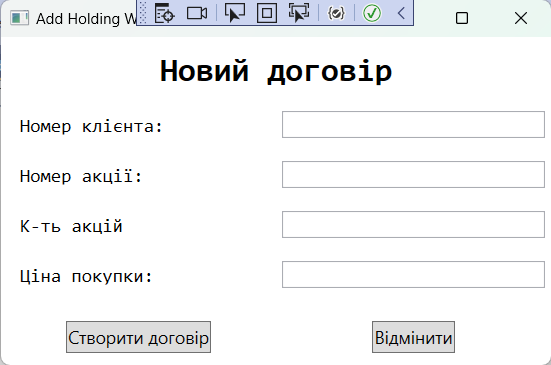 Add Holding W
Новий договір
Номер клієнта:
Номер акції:
К-ть акцій
Ціна покупки:
Створити договір
Відмінити